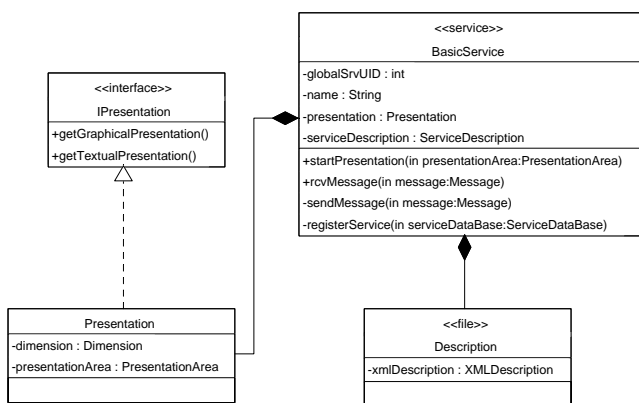 <<service>>
BasicService
-globalSrvUID : int
-name : String
-presentation : Presentation
-serviceDescription : ServiceDescription
+startPresentation(in presentationArea:PresentationArea)
+rcvMessage(in message:Message)
-sendMessage(in message:Message)
-registerService(in serviceDataBase:ServiceDataBase)
<<interface>>
IPresentation
+getGraphicalPresentation()
+getTextualPresentation()
Presentation
-dimension : Dimension
-presentationArea : PresentationArea
<<file>>
Description
-xmlDescription : XMLDescription